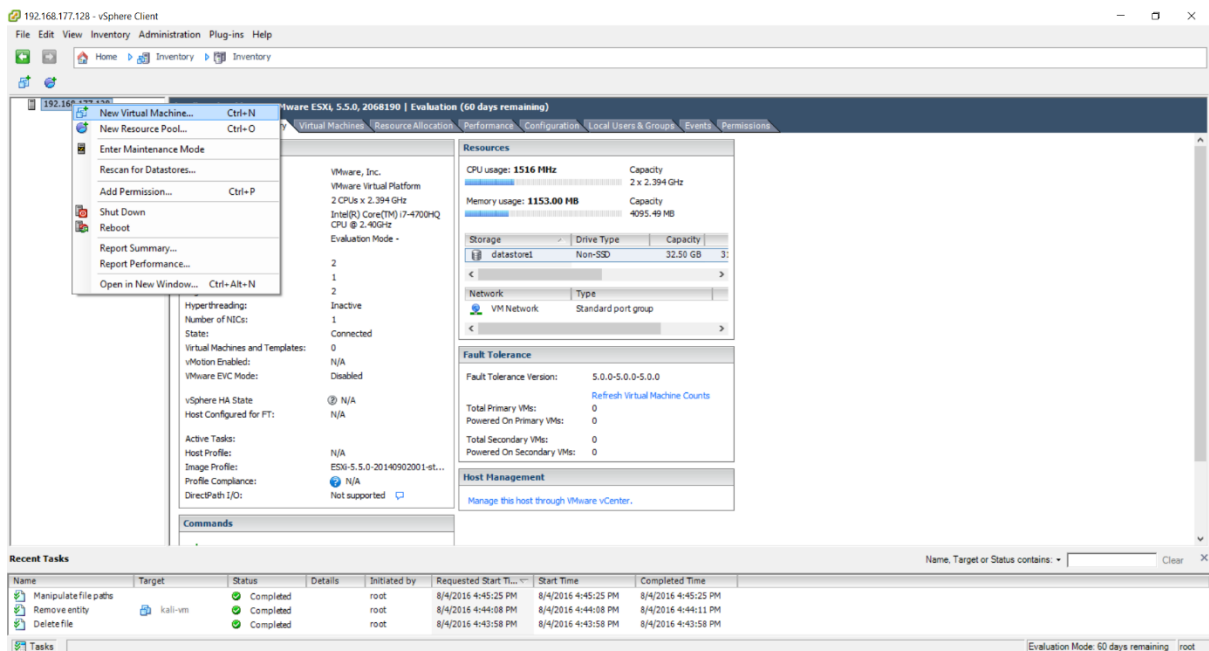 192.168.177.128 - vSphere Client
File Edit View Inventory Administration Plug-ins Help
Home Inventory Inventory
192.168.177.128
New Virtual Machine... Ctrl+N
New Resource Pool... Ctrl+O
Enter Maintenance Mode
Rescan for Datastores...
Add Permission... Ctrl+P
Shut Down
Reboot
Report Summary...
Report Performance...
Open in New Window... Ctrl+Alt+N
Mware ESXi, 5.5.0, 2068190 | Evaluation (60 days remaining)
y Virtual Machines Resource Allocation Performance Configuration Local Users & Groups Events Permissions
VMware, Inc.
VMware Virtual Platform
2 CPUs x 2.394 GHz
Intel(R) Core(TM) i7-4700HQ
CPU @ 2.40GHz
Evaluation Mode -
2
1
2
Hyperthreading: Inactive
Number of NICs: 1
State: Connected
Virtual Machines and Templates: 0
vMotion Enabled: N/A
VMware EVC Mode: Disabled
vSphere HA State N/A
Host Configured for FT: N/A
Active Tasks:
Host Profile: N/A
Image Profile: ESXi-5.5.0-20140902001-st...
Profile Compliance: N/A
DirectPath I/O: Not supported
Commands
Resources
CPU usage: 1516 MHz Capacity
2 x 2.394 GHz
Memory usage: 1153.00 MB Capacity
4095.49 MB
Storage Drive Type Capacity
datastore1 Non-SSD 32.50 GB 3:
Network Type
VM Network Standard port group
Fault Tolerance
Fault Tolerance Version: 5.0.0-5.0.0-5.0.0
Refresh Virtual Machine Counts
Total Primary VMs: 0
Powered On Primary VMs: 0
Total Secondary VMs: 0
Powered On Secondary VMs: 0
Host Management
Manage this host through VMware vCenter.
Recent Tasks
Name, Target or Status contains: Clear
Name Target Status Details Initiated by Requested Start Ti... Start Time Completed Time
Manipulate file paths Completed root 8/4/2016 4:45:25 PM 8/4/2016 4:45:25 PM 8/4/2016 4:45:25 PM
Remove entity kali-vm Completed root 8/4/2016 4:44:08 PM 8/4/2016 4:44:08 PM 8/4/2016 4:44:11 PM
Delete file Completed root 8/4/2016 4:43:58 PM 8/4/2016 4:43:58 PM 8/4/2016 4:43:58 PM
Tasks Evaluation Mode: 60 days remaining root